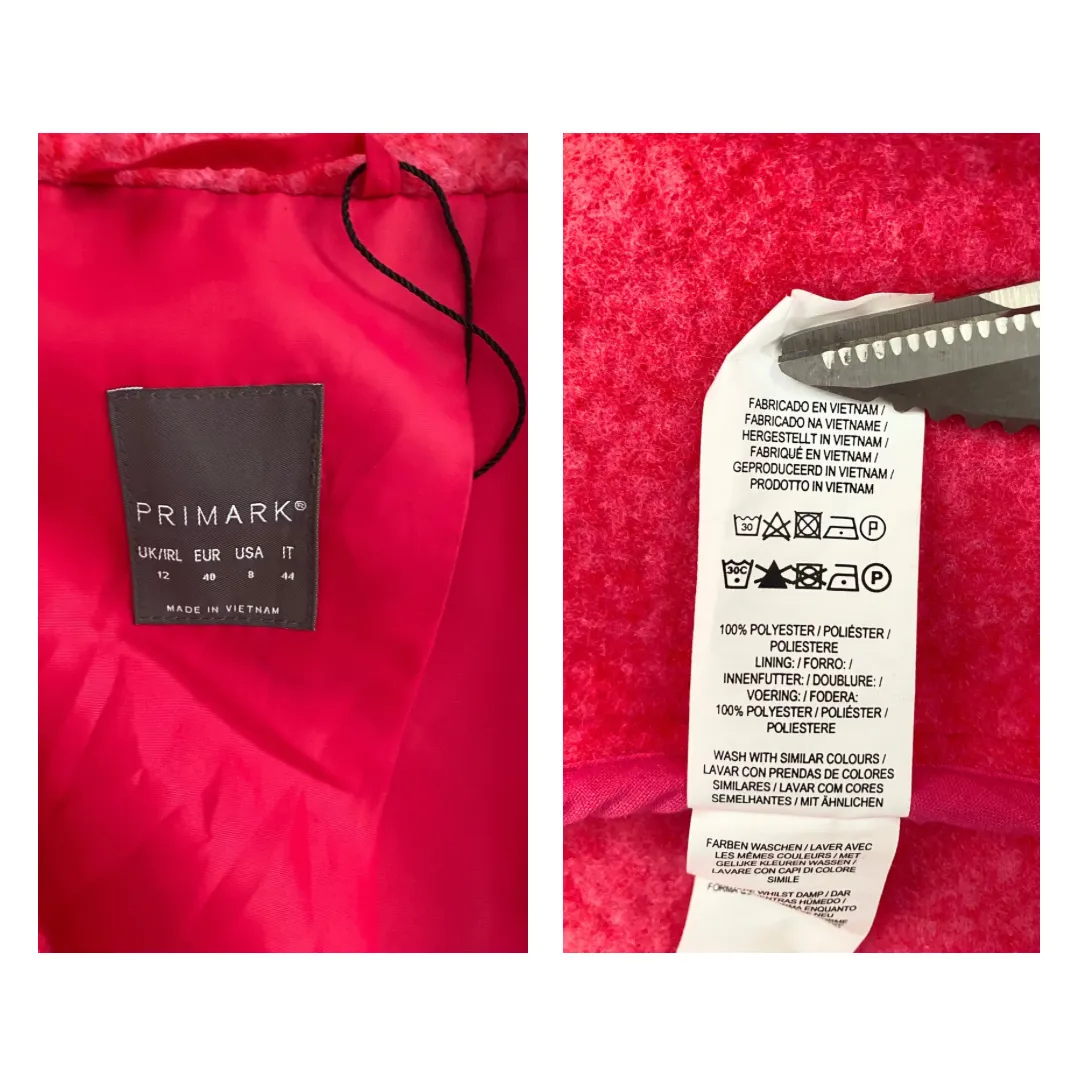 PRIMARK®
UK/IRL EUR USA IT
12 40 8 44
MADE IN VIETNAM
FABRICADO EN VIETNAM /
FABRICADO NA VIETNAME /
HERGESTELLT IN VIETNAM /
FABRIQUÉ EN VIETNAM /
GEPRODUCEERD IN VIETNAM /
PRODOTTO IN VIETNAM
30 P
30C P
100% POLYESTER / POLIÉSTER /
POLIESTERE
LINING: / FORRO: /
INNENFUTTER: / DOUBLURE: /
VOERING: / FODERA:
100% POLYESTER / POLIÉSTER /
POLIESTERE
WASH WITH SIMILAR COLOURS /
LAVAR CON PRENDAS DE COLORES
SIMILARES / LAVAR COM CORES
SEMELHANTES / MIT ÄHNLICHEN
FARBEN WASCHEN / LAVER AVEC
LES MÊMES COULEURS / MET
GELIJKE KLEUREN WASSEN /
LAVARE CON CAPI DI COLORE
SIMILE
WHILST DAMP / DAR
HÚMEDO /
ENQUANTO
NEU